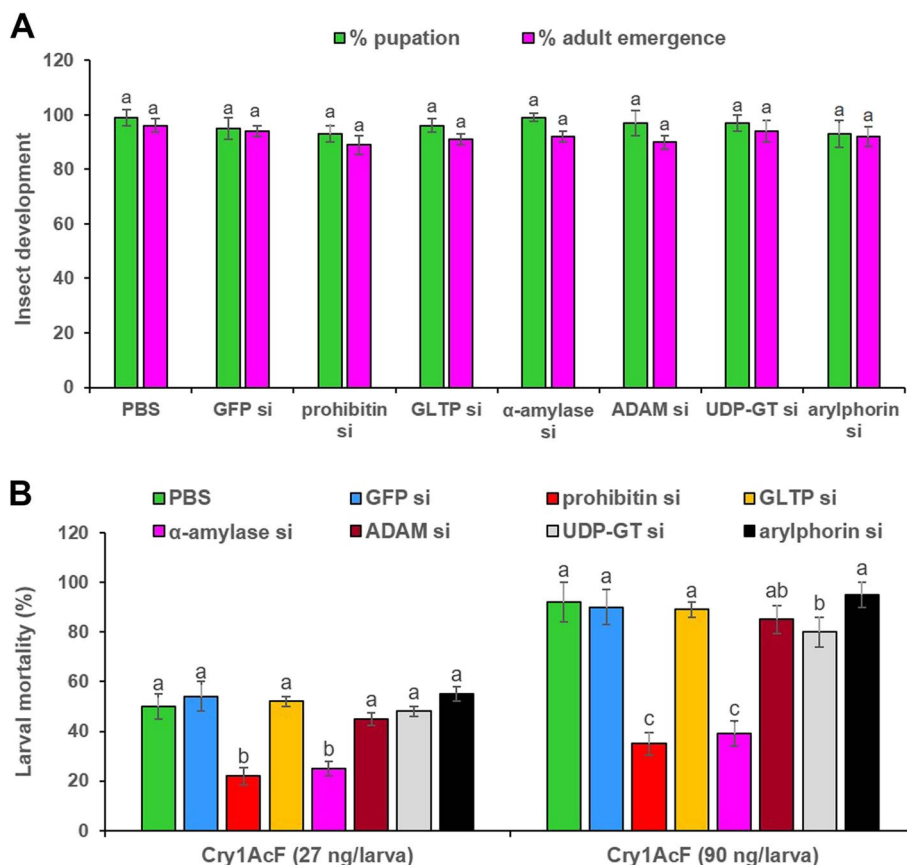 A
% pupation % adult emergence
Insect development
120
100
80
60
40
20
0
a a a a a a a a a a a a a a a a
PBS GFP si prohibitin si GLTP si α-amylase si ADAM si UDP-GT si arylphorin si
B
PBS GFP si prohibitin si GLTP si
α-amylase si ADAM si UDP-GT si arylphorin si
Larval mortality (%)
120
100
80
60
40
20
0
a a b a b a a a a a c a c ab b a
Cry1AcF (27 ng/larva) Cry1AcF (90 ng/larva)